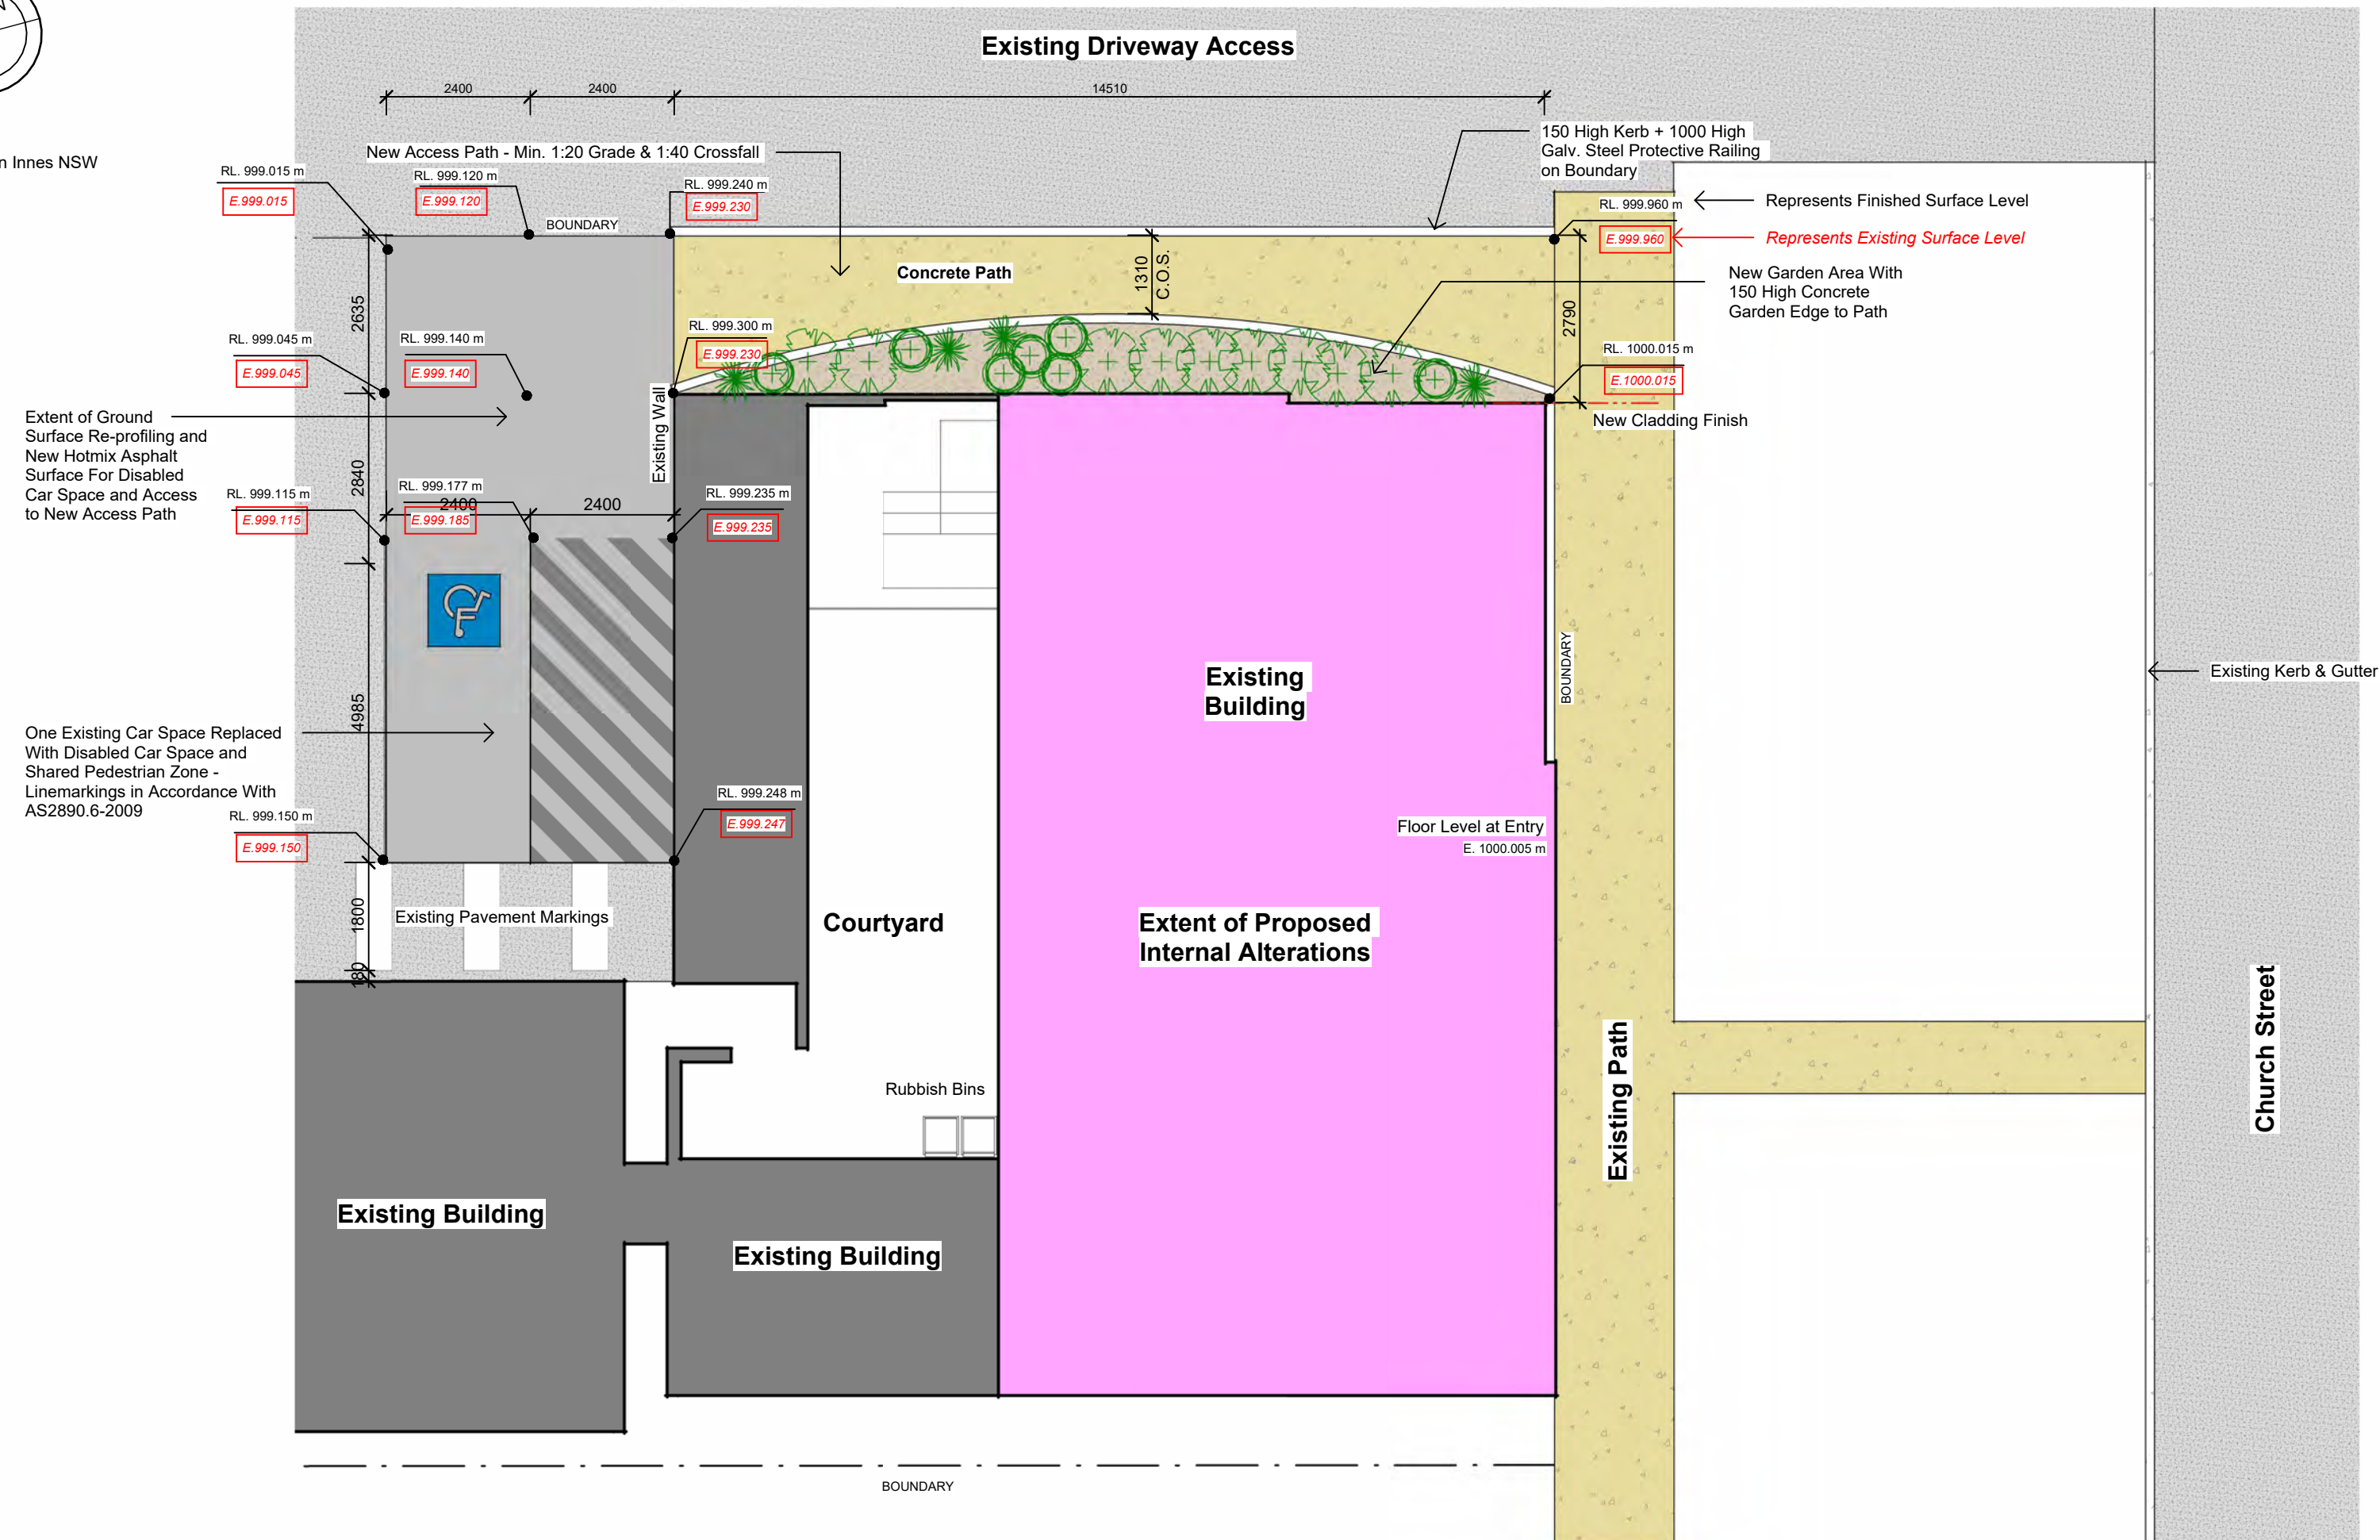 Existing Driveway Access
2400
2400
14510
n Innes NSW
New Access Path - Min. 1:20 Grade & 1:40 Crossfall
150 High Kerb + 1000 High
Galv. Steel Protective Railing
on Boundary
RL. 999.015 m
E.999.015
RL. 999.120 m
E.999.120
RL. 999.240 m
E.999.230
BOUNDARY
RL. 999.960 m
E.999.960
Represents Finished Surface Level
Represents Existing Surface Level
Concrete Path
1310
C.O.S.
2790
New Garden Area With
150 High Concrete
Garden Edge to Path
2635
RL. 999.045 m
E.999.045
RL. 999.140 m
E.999.140
RL. 999.300 m
E.999.230
RL. 1000.015 m
E.1000.015
New Cladding Finish
Existing Wall
Extent of Ground
Surface Re-profiling and
New Hotmix Asphalt
Surface For Disabled
Car Space and Access
to New Access Path
2840
RL. 999.115 m
E.999.115
RL. 999.177 m
E.999.185
2400
2400
RL. 999.235 m
E.999.235
BOUNDARY
Existing
Building
Existing Kerb & Gutter
4985
One Existing Car Space Replaced
With Disabled Car Space and
Shared Pedestrian Zone -
Linemarkings in Accordance With
AS2890.6-2009
RL. 999.150 m
E.999.150
RL. 999.248 m
E.999.247
Floor Level at Entry
E. 1000.005 m
1800
180
Existing Pavement Markings
Courtyard
Extent of Proposed
Internal Alterations
Existing Path
Church Street
Rubbish Bins
Existing Building
Existing Building
BOUNDARY